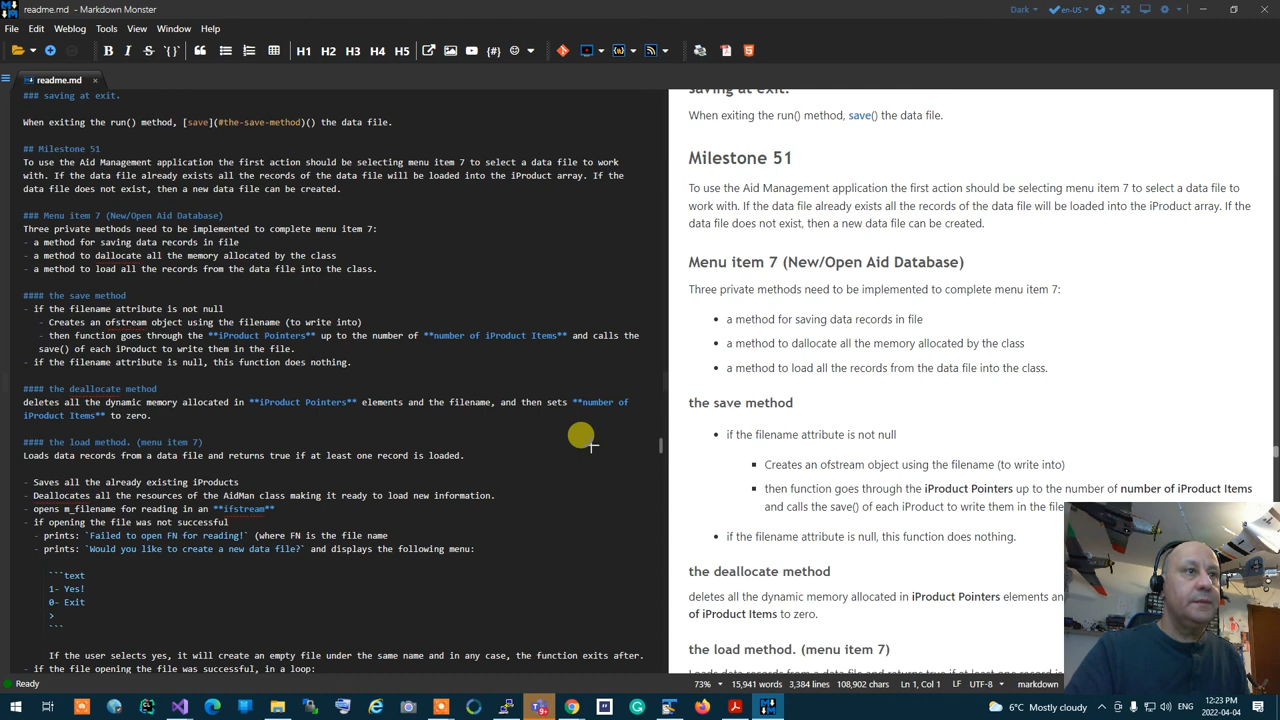 readme.md - Markdown Monster
Dark
en-US
File Edit Weblog Tools Window Help
B I S `{}` H1 H2 H3 H4 H5 {#}
readme.md ×
### saving at exit.
When exiting the run() method, [save](#the-save-method)() the data file.
## Milestone 51
To use the Aid Management application the first action should be selecting menu item 7 to select a data file to work
with. If the data file already exists all the records of the data file will be loaded into the iProduct array. If the
data file does not exist, then a new data file can be created.
### Menu item 7 (New/Open Aid Database)
Three private methods need to be implemented to complete menu item 7:
- a method for saving data records in file
- a method to dallocate all the memory allocated by the class
- a method to load all the records from the data file into the class.
#### the save method
- if the filename attribute is not null
- Creates an ofstream object using the filename (to write into)
- then function goes through the **iProduct Pointers** up to the number of **number of iProduct Items** and calls the
save() of each iProduct to write them in the file.
- if the filename attribute is null, this function does nothing.
#### the deallocate method
deletes all the dynamic memory allocated in **iProduct Pointers** elements and the filename, and then sets **number of
iProduct Items** to zero.
#### the load method. (menu item 7)
Loads data records from a data file and returns true if at least one record is loaded.
- Saves all the already existing iProducts
- Deallocates all the resources of the AidMan class making it ready to load new information.
- opens m_filename for reading in an **ifstream**
- if opening the file was not successful
- prints: `Failed to open FN for reading!` (where FN is the file name
- prints: `Would you like to create a new data file?` and displays the following menu:
```text
1- Yes!
0- Exit
>
```
If the user selects yes, it will create an empty file under the same name and in any case, the function exits after.
- if the file opening the file was successful, in a loop:
saving at exit.
When exiting the run() method, save() the data file.
Milestone 51
To use the Aid Management application the first action should be selecting menu item 7 to select a data file to
work with. If the data file already exists all the records of the data file will be loaded into the iProduct array. If the
data file does not exist, then a new data file can be created.
Menu item 7 (New/Open Aid Database)
Three private methods need to be implemented to complete menu item 7:
• a method for saving data records in file
• a method to dallocate all the memory allocated by the class
• a method to load all the records from the data file into the class.
the save method
• if the filename attribute is not null
▪ Creates an ofstream object using the filename (to write into)
▪ then function goes through the iProduct Pointers up to the number of number of iProduct Items
and calls the save() of each iProduct to write them in the file
• if the filename attribute is null, this function does nothing.
the deallocate method
deletes all the dynamic memory allocated in iProduct Pointers elements an
of iProduct Items to zero.
the load method. (menu item 7)
Loads data records from a data file and returns true if at least one record is
Ready
73% 15,941 words 3,384 lines 108,902 chars Ln 1, Col 1 LF UTF-8 markdown
6°C Mostly cloudy
12:23 PM
2022-04-04